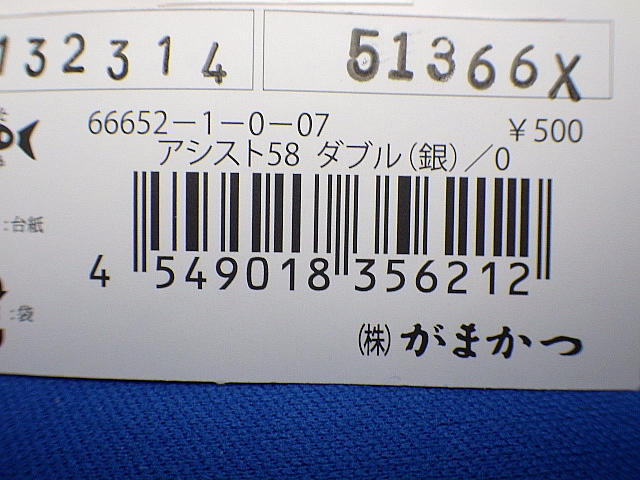 132314 51366X
66652-1-0-07 ￥500
アシスト58 ダブル(銀)／0
:台紙
4 549018 356212
:袋
㈱がまかつ